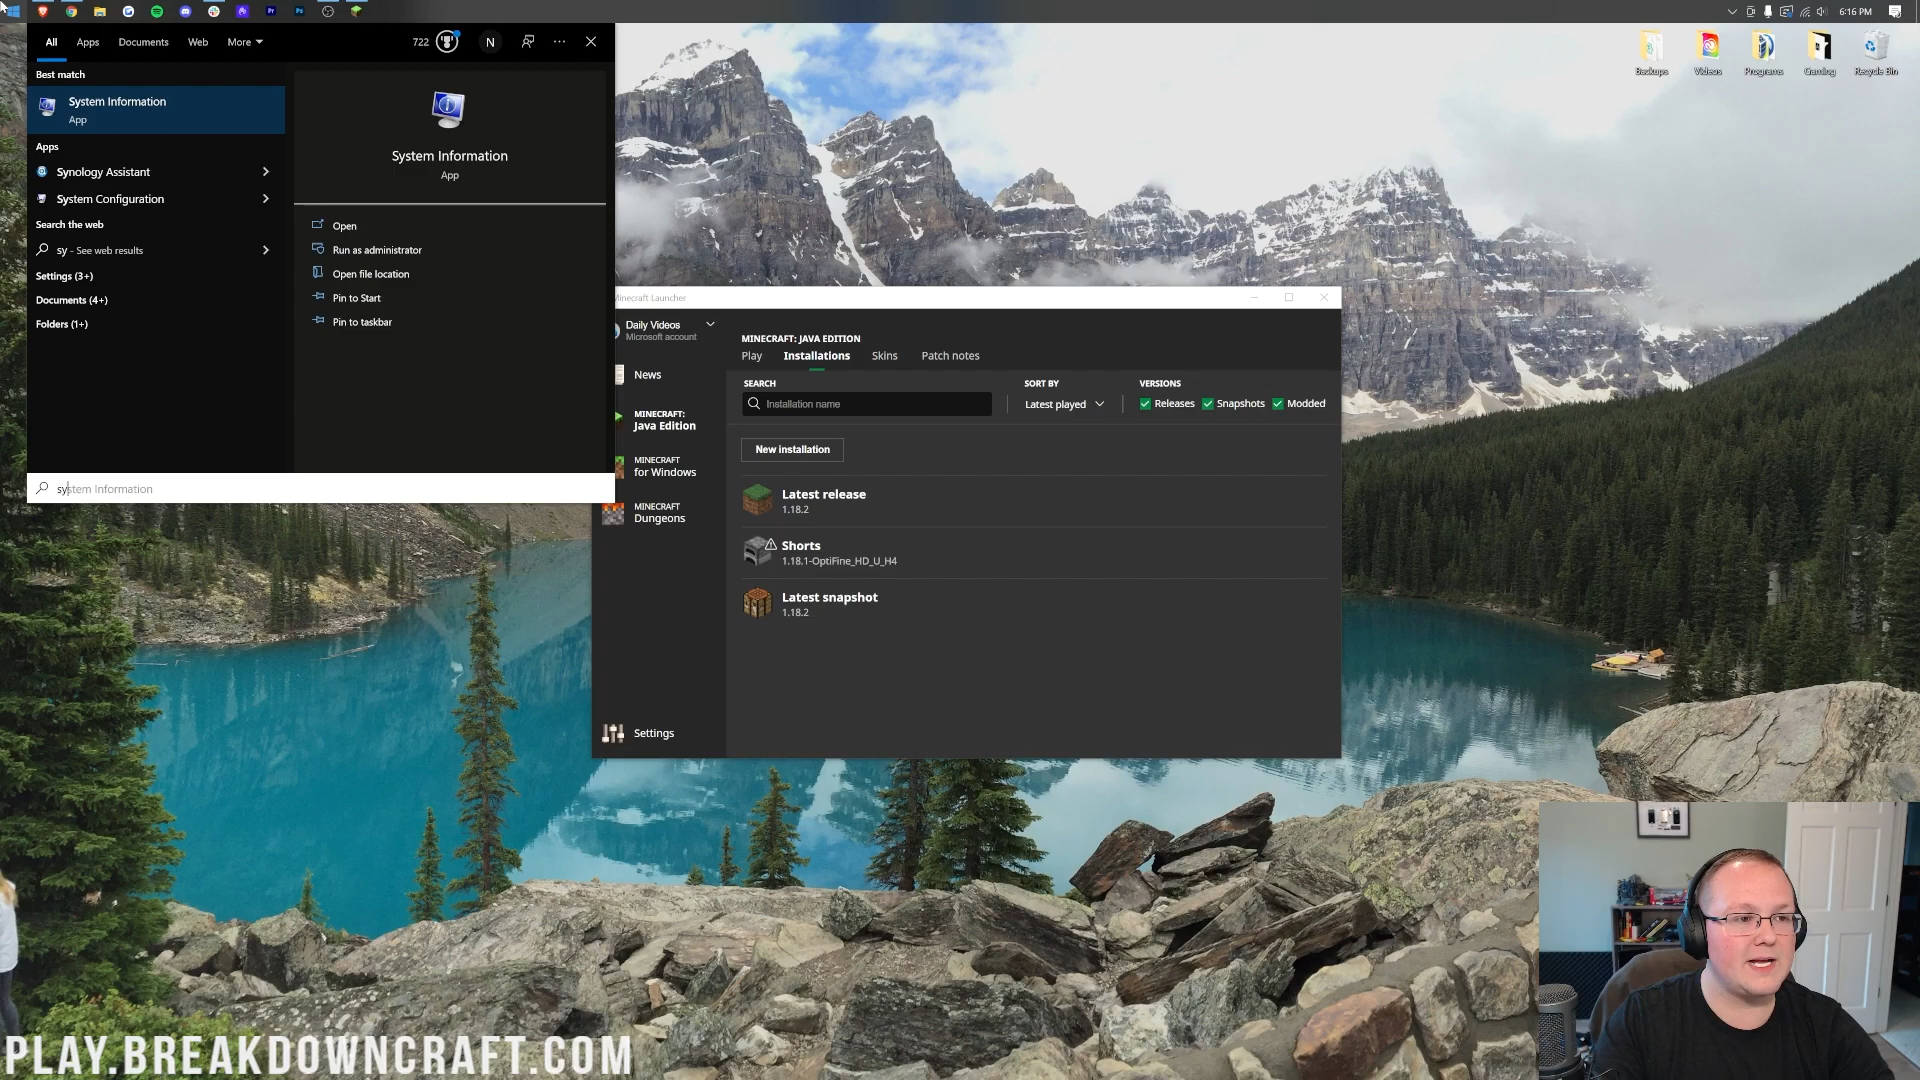 6:16 PM
All
Apps
Documents
Web
More
722
N
Best match
System Information
App
Apps
Synology Assistant
System Configuration
Search the web
sy - See web results
Settings (3+)
Documents (4+)
Folders (1+)
System Information
App
Open
Run as administrator
Open file location
Pin to Start
Pin to taskbar
system Information
Backups
Videos
Programs
Gaming
Recycle Bin
Minecraft Launcher
Daily Videos
Microsoft account
News
MINECRAFT:
Java Edition
MINECRAFT
for Windows
MINECRAFT
Dungeons
Settings
MINECRAFT: JAVA EDITION
Play
Installations
Skins
Patch notes
SEARCH
Installation name
SORT BY
Latest played
VERSIONS
Releases
Snapshots
Modded
New installation
Latest release
1.18.2
Shorts
1.18.1-OptiFine_HD_U_H4
Latest snapshot
1.18.2
PLAY.BREAKDOWNCRAFT.COM